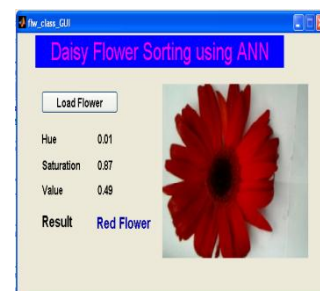 flw_class_GUI
Daisy Flower Sorting using ANN
Load Flower
Hue 0.01
Saturation 0.87
Value 0.49
Result Red Flower